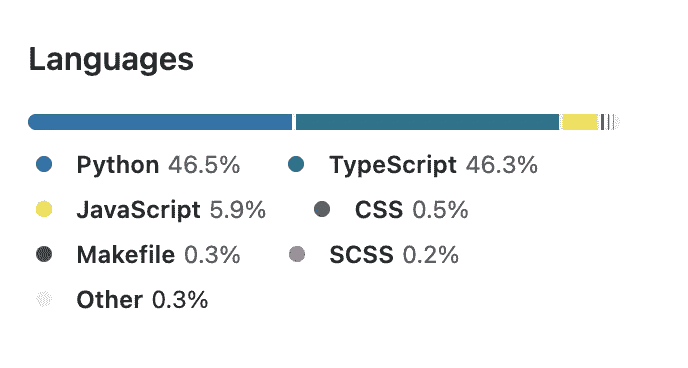 Languages
Python 46.5% TypeScript 46.3%
JavaScript 5.9% CSS 0.5%
Makefile 0.3% SCSS 0.2%
Other 0.3%